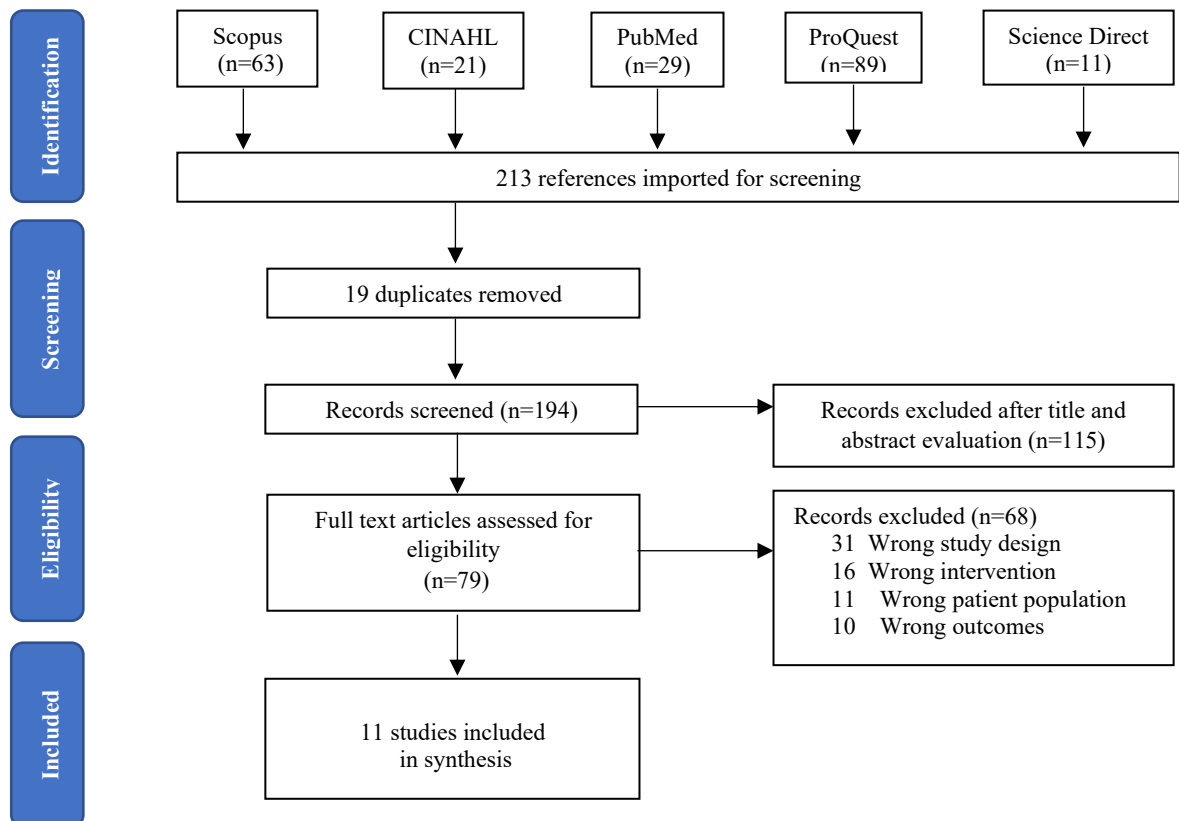 Identification
Scopus
(n=63)
CINAHL
(n=21)
PubMed
(n=29)
ProQuest
(n=89)
Science Direct
(n=11)
213 references imported for screening
Screening
19 duplicates removed
Records screened (n=194)
Records excluded after title and
abstract evaluation (n=115)
Eligibility
Full text articles assessed for
eligibility
(n=79)
Records excluded (n=68)
31 Wrong study design
16 Wrong intervention
11 Wrong patient population
10 Wrong outcomes
Included
11 studies included
in synthesis